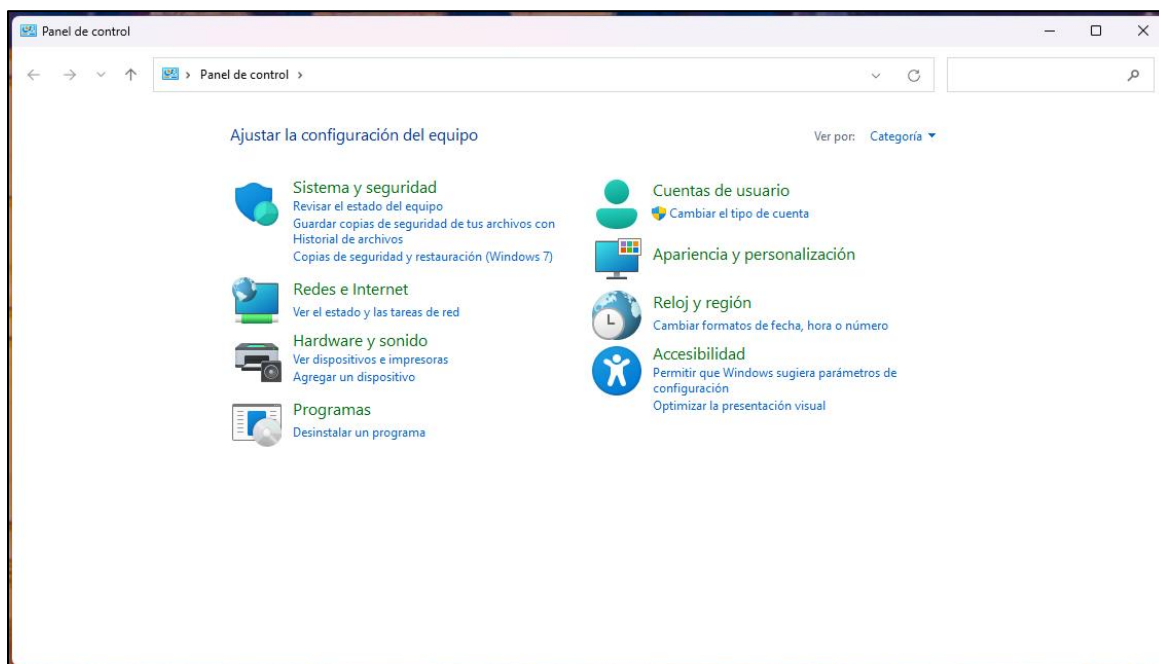 Panel de control
Panel de control
Ajustar la configuración del equipo
Ver por: Categoría
Sistema y seguridad
Revisar el estado del equipo
Guardar copias de seguridad de tus archivos con
Historial de archivos
Copias de seguridad y restauración (Windows 7)
Redes e Internet
Ver el estado y las tareas de red
Hardware y sonido
Ver dispositivos e impresoras
Agregar un dispositivo
Programas
Desinstalar un programa
Cuentas de usuario
Cambiar el tipo de cuenta
Apariencia y personalización
Reloj y región
Cambiar formatos de fecha, hora o número
Accesibilidad
Permitir que Windows sugiera parámetros de
configuración
Optimizar la presentación visual